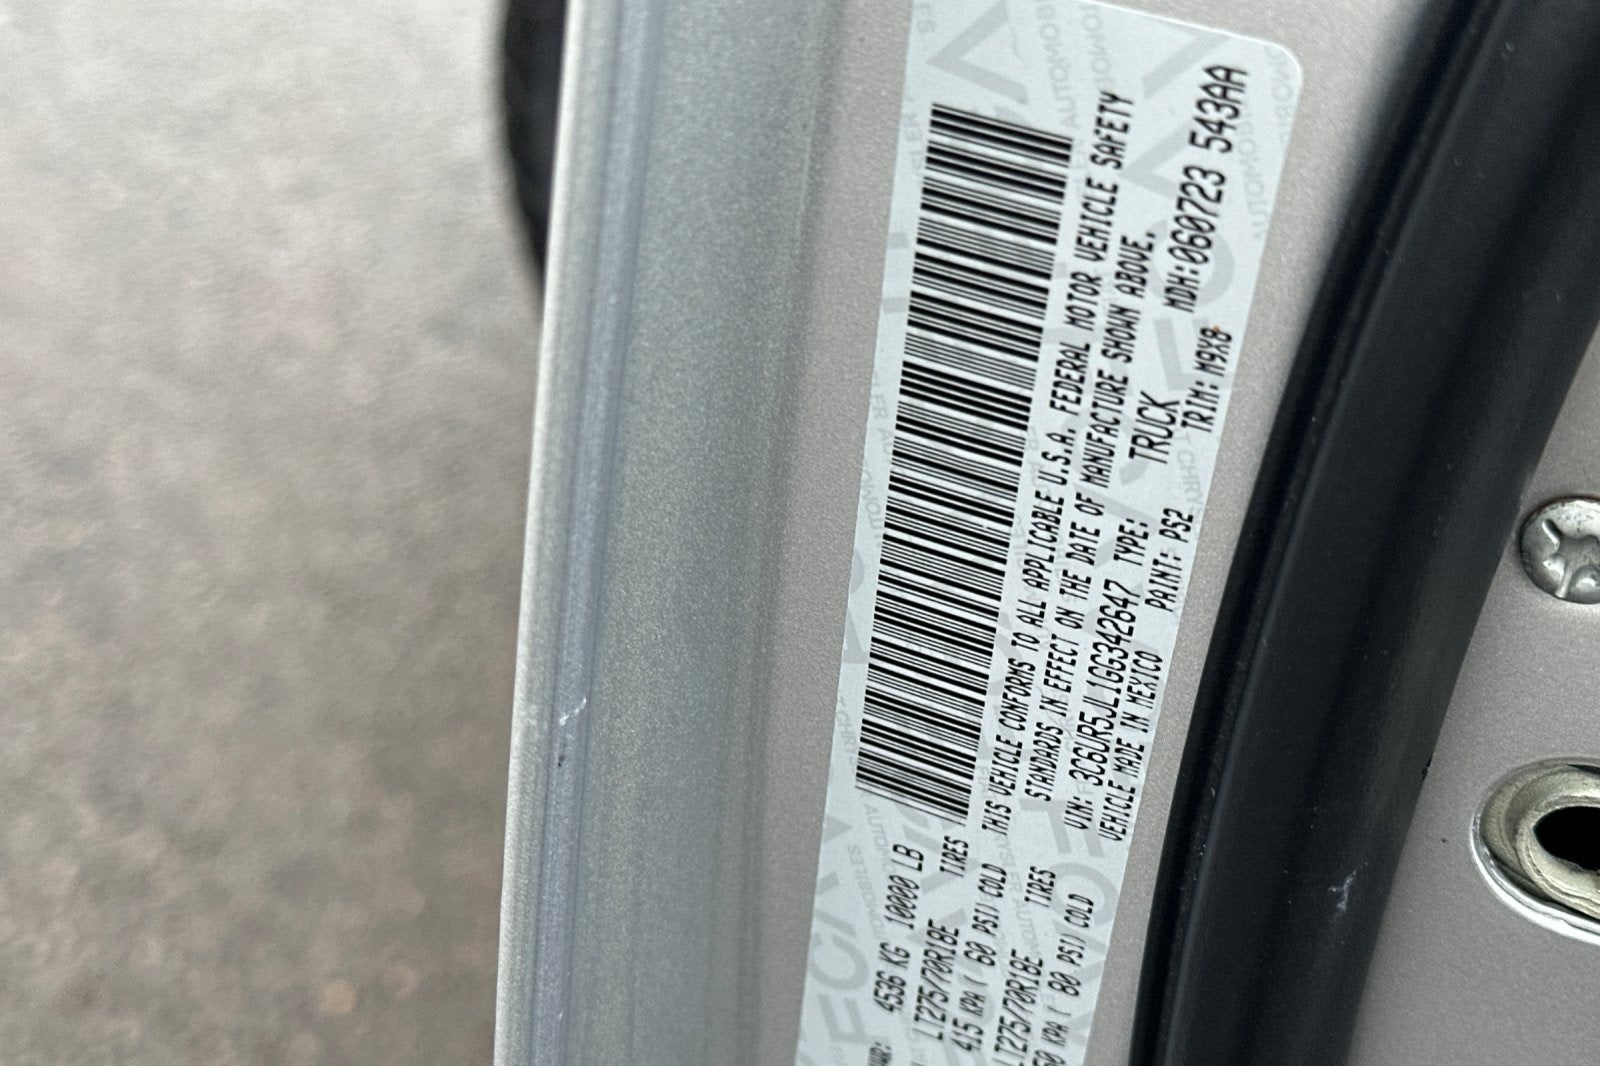 4536 KG 10000 LB
LT275/70R18E TIRES
415 KPA( 60 PSI) COLD
LT275/70R18E TIRES
KPA( 80 PSI) COLD
THIS VEHICLE CONFORMS TO ALL APPLICABLE U.S.A. FEDERAL MOTOR VEHICLE SAFETY
STANDARDS IN EFFECT ON THE DATE OF MANUFACTURE SHOWN ABOVE.
VIN: 3C6UR5JL1GG342647 TYPE: TRUCK MDH:060723 543AA
VEHICLE MADE IN MEXICO PAINT: PS2 TRIM: M9X8